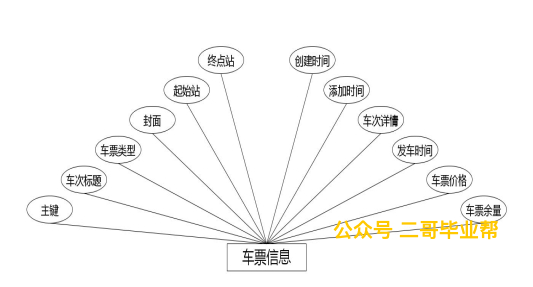 终点站
创建时间
起始站
添加时间
封面
车次详情
车票类型
发车时间
车次标题
车票价格
主键
车票余量
公众号 二哥毕业帮
车票信息